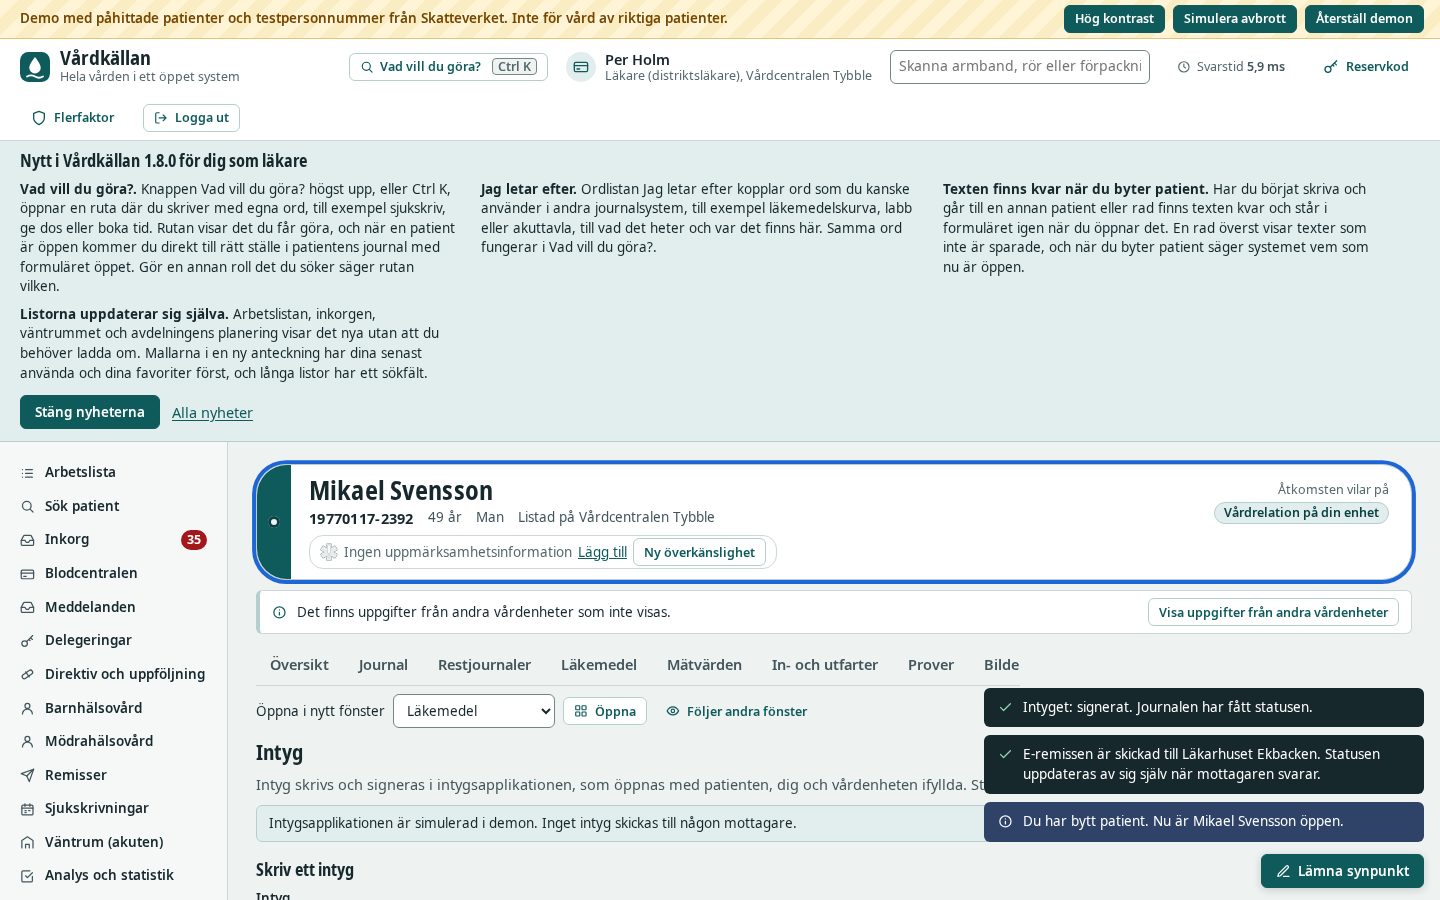 Demo med påhittade patienter och testpersonnummer från Skatteverket. Inte för vård av riktiga patienter.
Hög kontrast
Simulera avbrott
Återställ demon
Vårdkällan
Hela vården i ett öppet system
Vad vill du göra?
Ctrl K
Per Holm
Läkare (distriktsläkare), Vårdcentralen Tybble
Skanna armband, rör eller förpackni
Svarstid 5,9 ms
Reservkod
Flerfaktor
Logga ut
Nytt i Vårdkällan 1.8.0 för dig som läkare
Vad vill du göra?. Knappen Vad vill du göra? högst upp, eller Ctrl K,
öppnar en ruta där du skriver med egna ord, till exempel sjukskriv,
ge dos eller boka tid. Rutan visar det du får göra, och när en patient
är öppen kommer du direkt till rätt ställe i patientens journal med
formuläret öppet. Gör en annan roll det du söker säger rutan
vilken.
Jag letar efter. Ordlistan Jag letar efter kopplar ord som du kanske
använder i andra journalsystem, till exempel läkemedelskurva, labb
eller akuttavla, till vad det heter och var det finns här. Samma ord
fungerar i Vad vill du göra?.
Texten finns kvar när du byter patient. Har du börjat skriva och
går till en annan patient eller rad finns texten kvar och står i
formuläret igen när du öppnar det. En rad överst visar texter som
inte är sparade, och när du byter patient säger systemet vem som
nu är öppen.
Listorna uppdaterar sig själva. Arbetslistan, inkorgen,
väntrummet och avdelningens planering visar det nya utan att du
behöver ladda om. Mallarna i en ny anteckning har dina senast
använda och dina favoriter först, och långa listor har ett sökfält.
Stäng nyheterna
Alla nyheter
Arbetslista
Sök patient
Inkorg
35
Blodcentralen
Meddelanden
Delegeringar
Direktiv och uppföljning
Barnhälsovård
Mödrahälsovård
Remisser
Sjukskrivningar
Väntrum (akuten)
Analys och statistik
Mikael Svensson
19770117-2392
49 år
Man
Listad på Vårdcentralen Tybble
Ingen uppmärksamhetsinformation
Lägg till
Ny överkänslighet
Åtkomsten vilar på
Vårdrelation på din enhet
Det finns uppgifter från andra vårdenheter som inte visas.
Visa uppgifter från andra vårdenheter
Översikt
Journal
Restjournaler
Läkemedel
Mätvärden
In- och utfarter
Prover
Bilde
Öppna i nytt fönster
Läkemedel
Öppna
Följer andra fönster
Intyg
Intyg skrivs och signeras i intygsapplikationen, som öppnas med patienten, dig och vårdenheten ifyllda. St
Intygsapplikationen är simulerad i demon. Inget intyg skickas till någon mottagare.
Skriv ett intyg
Intyg
Intyget: signerat. Journalen har fått statusen.
E-remissen är skickad till Läkarhuset Ekbacken. Statusen
uppdateras av sig själv när mottagaren svarar.
Du har bytt patient. Nu är Mikael Svensson öppen.
Lämna synpunkt